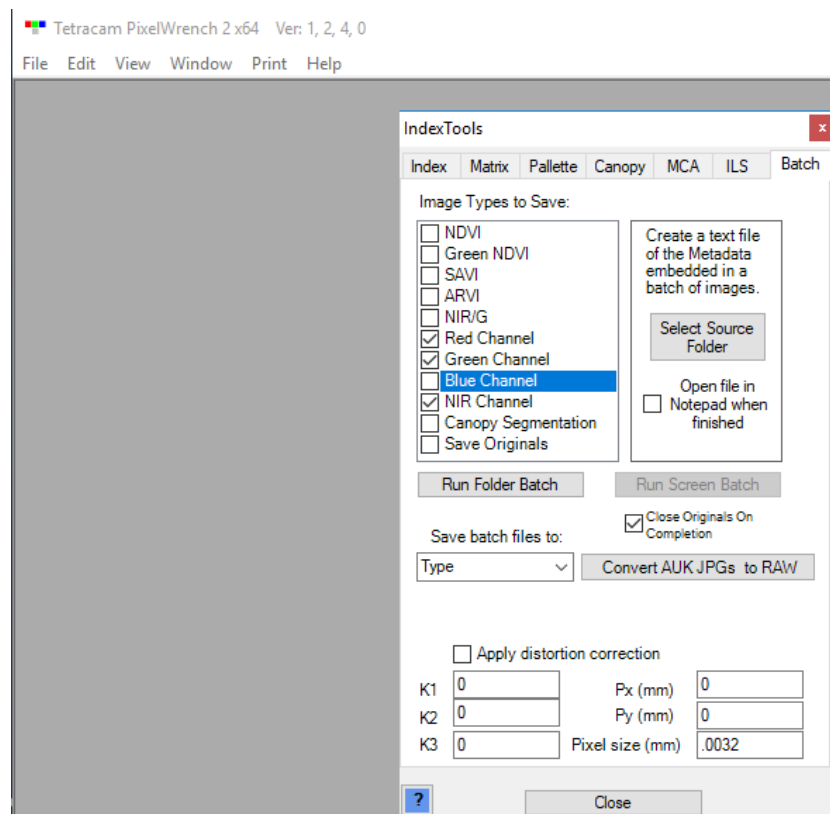 Tetracam PixelWrench 2 x64 Ver: 1, 2, 4, 0
File Edit View Window Print Help
IndexTools x
Index Matrix Pallette Canopy MCA ILS Batch
Image Types to Save:
NDVI
Green NDVI
SAVI
ARVI
NIR/G
Red Channel
Green Channel
Blue Channel
NIR Channel
Canopy Segmentation
Save Originals
Create a text file
of the Metadata
embedded in a
batch of images.
Select Source
Folder
Open file in
Notepad when
finished
Run Folder Batch Run Screen Batch
Close Originals On
Completion
Save batch files to:
Type Convert AUK JPGs to RAW
Apply distortion correction
K1 0 Px (mm) 0
K2 0 Py (mm) 0
K3 0 Pixel size (mm) .0032
? Close